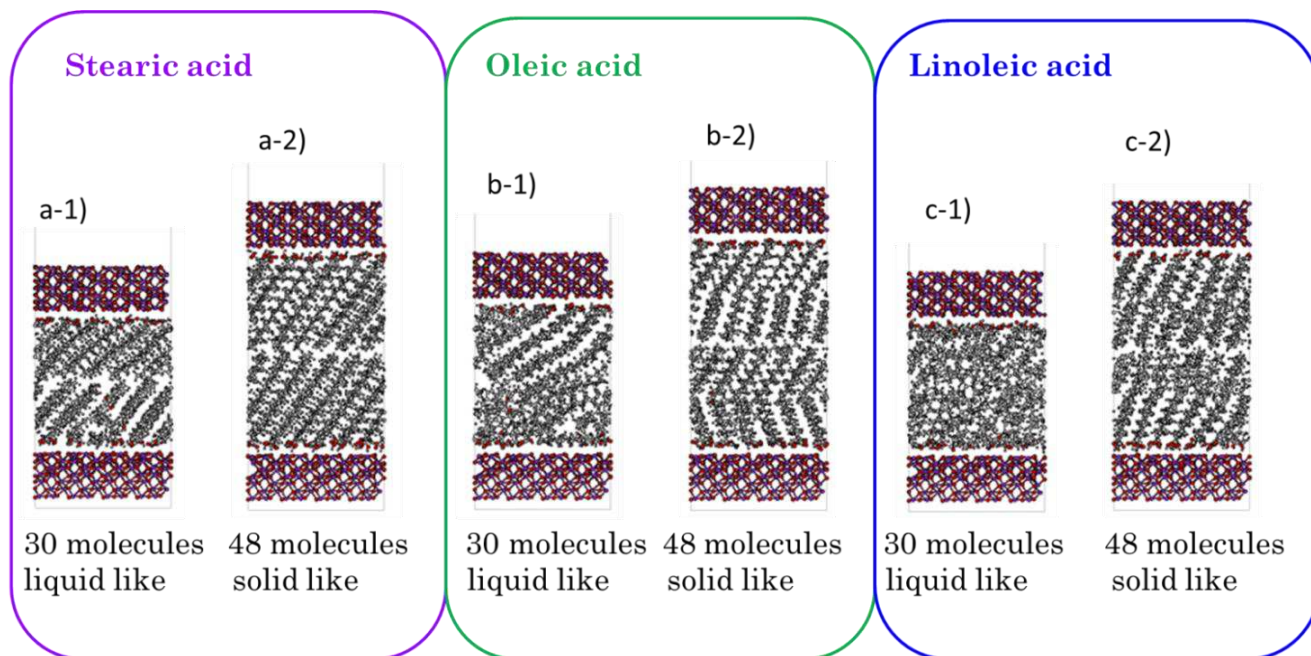 Stearic acid
a-1)
a-2)
30 molecules
liquid like
48 molecules
solid like
Oleic acid
b-1)
b-2)
30 molecules
liquid like
48 molecules
solid like
Linoleic acid
c-1)
c-2)
30 molecules
liquid like
48 molecules
solid like